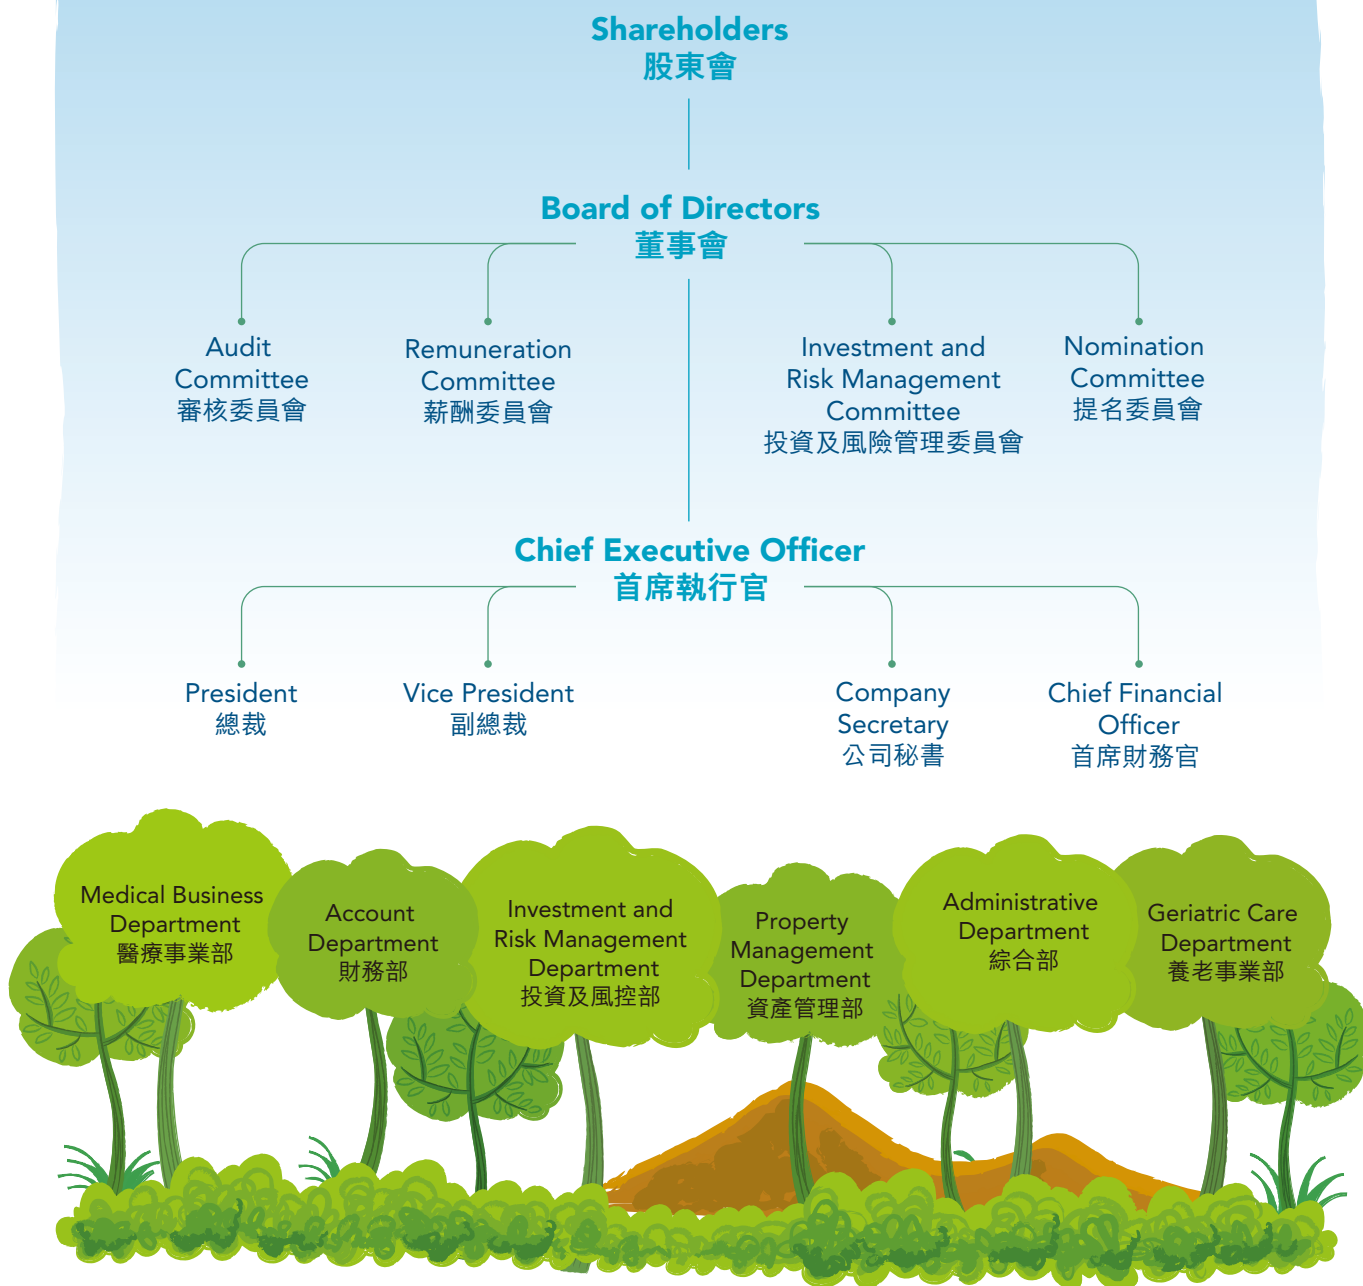 Shareholders
股東會
Board of Directors
董事會
Audit
Committee
審核委員會
Remuneration
Committee
薪酬委員會
Investment and
Risk Management
Committee
投資及風險管理委員會
Nomination
Committee
提名委員會
Chief Executive Officer
首席執行官
President
總裁
Vice President
副總裁
Company
Secretary
公司秘書
Chief Financial
Officer
首席財務官
Medical Business
Department
醫療事業部
Account
Department
財務部
Investment and
Risk Management
Department
投資及風控部
Property
Management
Department
資產管理部
Administrative
Department
綜合部
Geriatric Care
Department
養老事業部